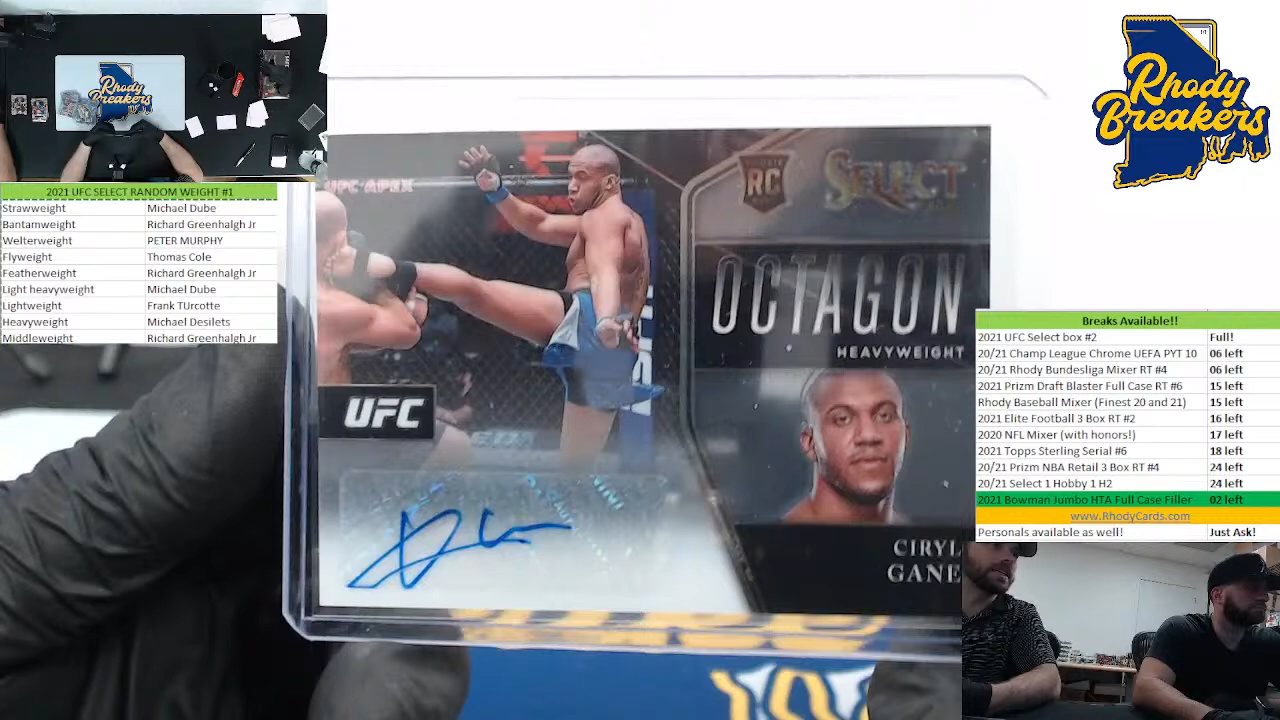 Rhody
Breakers
2021 UFC SELECT RANDOM WEIGHT #1
Strawweight Michael Dube
Bantamweight Richard Greenhalgh Jr
Welterweight PETER MURPHY
Flyweight Thomas Cole
Featherweight Richard Greenhalgh Jr
Light heavyweight Michael Dube
Lightweight Frank TUrcotte
Heavyweight Michael Desilets
Middleweight Richard Greenhalgh Jr
UFC APEX
RC
SELECT
OCTAGON
HEAVYWEIGHT
UFC
CIRYL
GANE
Rhody
Breakers
Breaks Available!!
2021 UFC Select box #2 Full!
20/21 Champ League Chrome UEFA PYT 10 06 left
20/21 Rhody Bundesliga Mixer RT #4 06 left
2021 Prizm Draft Blaster Full Case RT #6 15 left
Rhody Baseball Mixer (Finest 20 and 21) 15 left
2021 Elite Football 3 Box RT #2 16 left
2020 NFL Mixer (with honors!) 17 left
2021 Topps Sterling Serial #6 18 left
20/21 Prizm NBA Retail 3 Box RT #4 24 left
20/21 Select 1 Hobby 1 H2 24 left
2021 Bowman Jumbo HTA Full Case Filler 02 left
www.RhodyCards.com
Personals available as well! Just Ask!